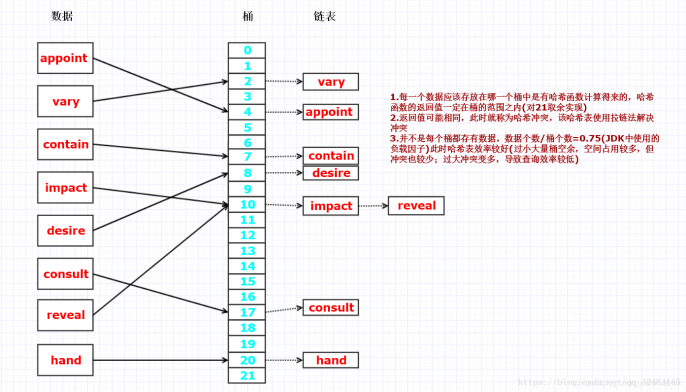 数据 桶 链表
appoint
vary
contain
impact
desire
consult
reveal
hand
0
1
2
3
4
5
6
7
8
9
10
11
12
13
14
15
16
17
18
19
20
21
vary
appoint
contain
desire
impact reveal
consult
hand
1.每一个数据应该存放在哪一个桶中是有哈希函数计算得来的，哈希
函数的返回值一定在桶的范围之内(对21取余实现)
2.返回值可能相同，此时就称为哈希冲突，该哈希表使用拉链法解决
冲突
3.并不是每个桶都存有数据，数据个数/桶个数=0.75(JDK中使用的
负载因子)此时哈希表效率较好(过小大量桶空余，空间占用较多，但
冲突也较少；过大冲突变多，导致查询效率较低)